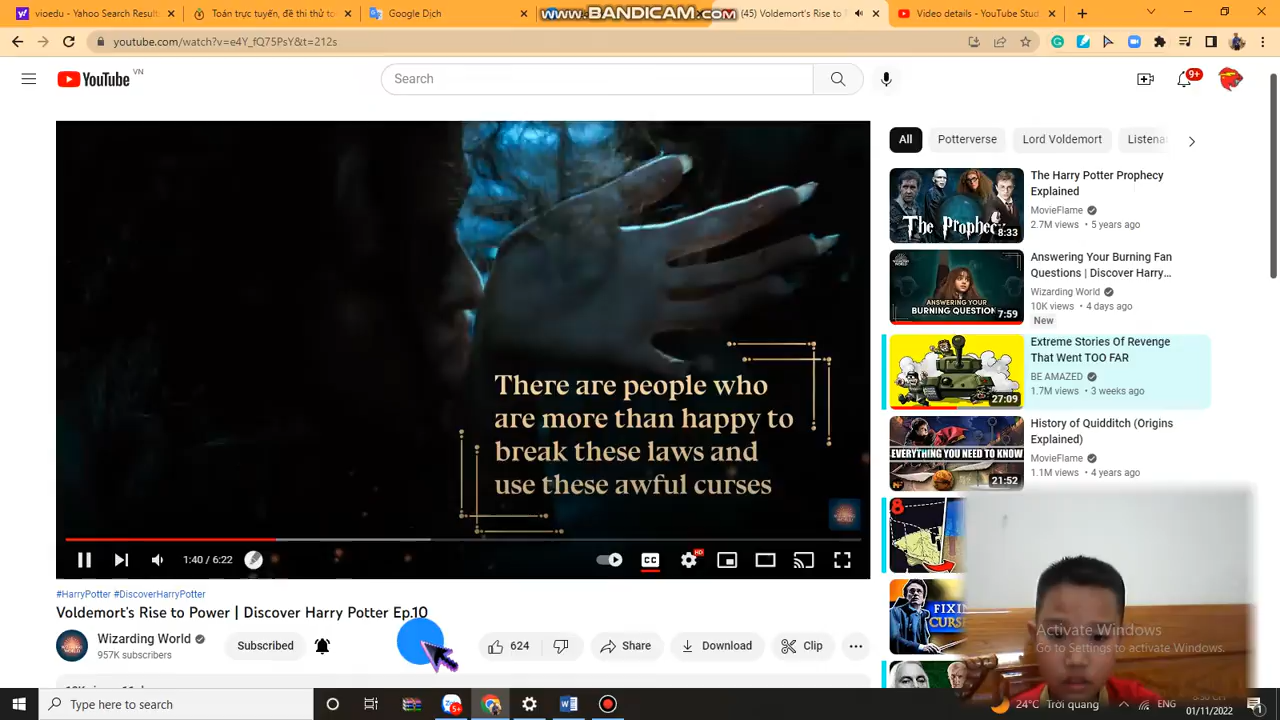 vioedu - Yahoo Search Result
Toán trực tuyến, đề thi thử to
Google Dịch
www.BANDICAM.com
(45) Voldemort's Rise to P
Video details - YouTube Stud
youtube.com/watch?v=e4Y_fQ75PsY&t=212s
YouTube VN
Search
9+
All
Potterverse
Lord Voldemort
Listena
The Harry Potter Prophecy
Explained
MovieFlame
2.7M views • 5 years ago
The Prophecy
8:33
Answering Your Burning Fan
Questions | Discover Harry...
Wizarding World
10K views • 4 days ago
New
ANSWERING YOUR
BURNING QUESTION
7:59
Extreme Stories Of Revenge
That Went TOO FAR
BE AMAZED
1.7M views • 3 weeks ago
27:09
History of Quidditch (Origins
Explained)
MovieFlame
1.1M views • 4 years ago
EVERYTHING YOU NEED TO KNOW
21:52
8
FIXIN
CURS
There are people who
are more than happy to
break these laws and
use these awful curses
1:40 / 6:22
CC
HD
#HarryPotter #DiscoverHarryPotter
Voldemort's Rise to Power | Discover Harry Potter Ep.10
Wizarding World
957K subscribers
Subscribed
624
Share
Download
Clip
Activate Windows
Go to Settings to activate Windows.
Type here to search
5+
24°C Trời quang
ENG
01/11/2022
1